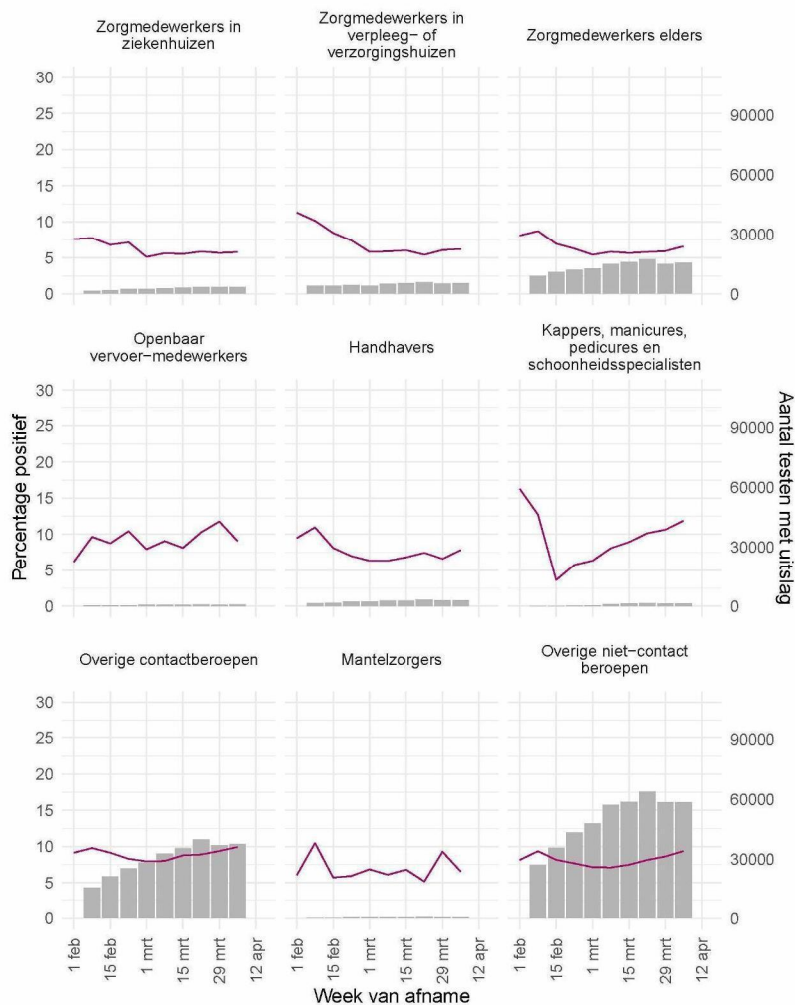 Zorgmedewerkers in
ziekenhuizen
Zorgmedewerkers in
verpleeg- of
verzorgingshuizen
Zorgmedewerkers elders
30
25
20
15
10
5
0
90000
60000
30000
0
Openbaar
vervoer-medewerkers
Handhavers
Kappers, manicures,
pedicures en
schoonheidsspecialisten
Percentage positief
30
25
20
15
10
5
0
90000
60000
30000
0
Aantal testen met uitslag
Overige contactberoepen
Mantelzorgers
Overige niet-contact
beroepen
30
25
20
15
10
5
0
90000
60000
30000
0
1 feb
15 feb
1 mrt
15 mrt
29 mrt
12 apr
1 feb
15 feb
1 mrt
15 mrt
29 mrt
12 apr
1 feb
15 feb
1 mrt
15 mrt
29 mrt
12 apr
Week van afname